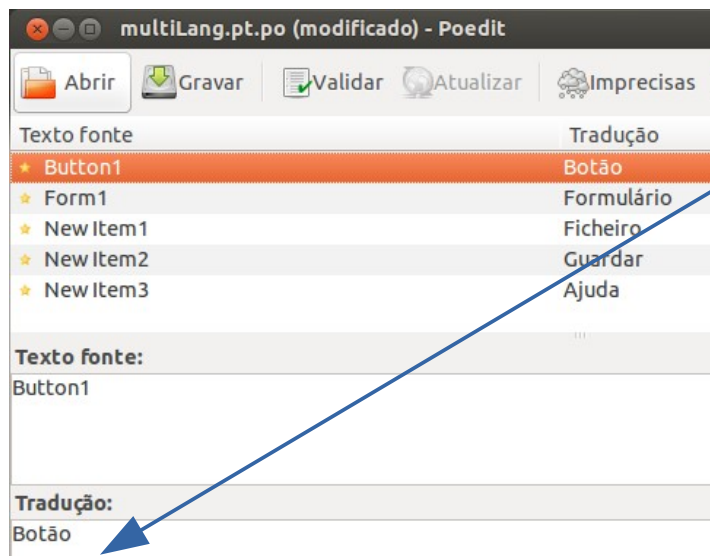 multiLang.pt.po (modificado) - Poedit
Abrir Gravar Validar Atualizar Imprecisas
Texto fonte Tradução
Button1 Botão
Form1 Formulário
New Item1 Ficheiro
New Item2 Guardar
New Item3 Ajuda
Texto fonte:
Button1
Tradução:
Botão